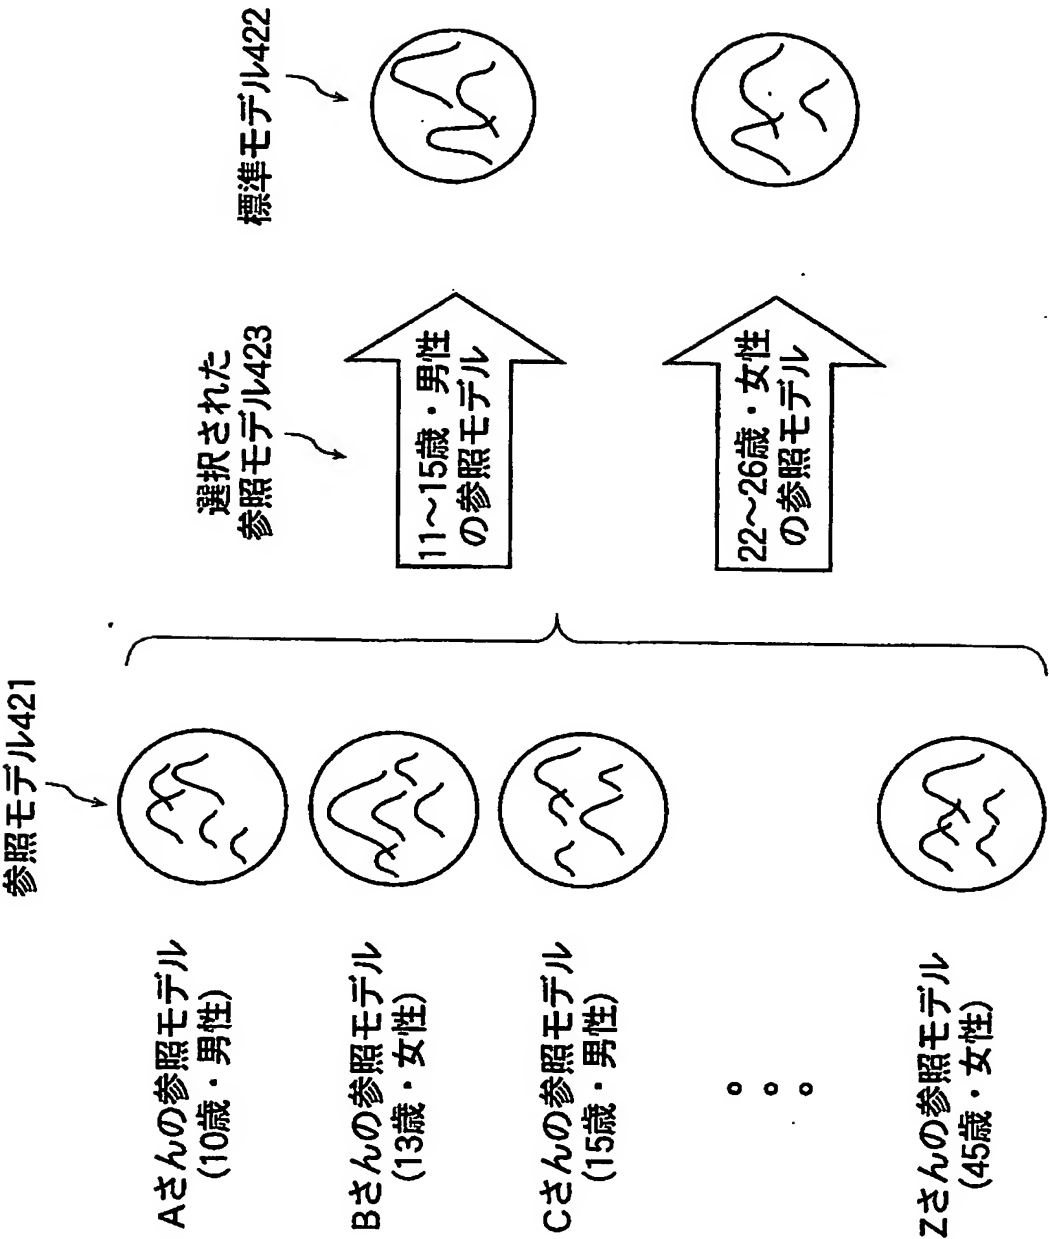 参照モデル421
選択された
参照モデル423
標準モデル422
Aさんの参照モデル
(10歳・男性)
Bさんの参照モデル
(13歳・女性)
Cさんの参照モデル
(15歳・男性)
Zさんの参照モデル
(45歳・女性)
11～15歳・男性
の参照モデル
22～26歳・女性
の参照モデル